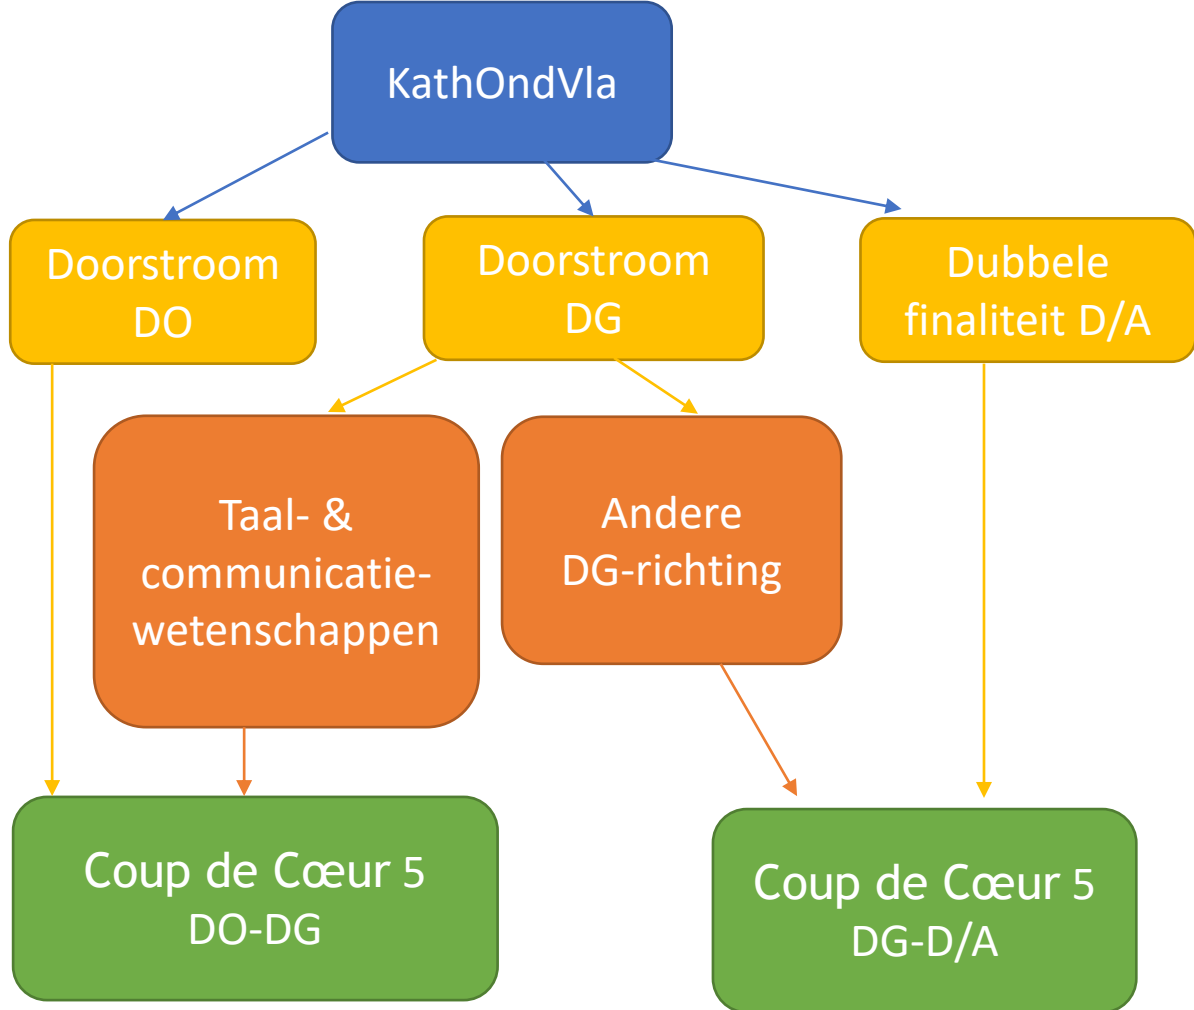 KathOndVla
Doorstroom
DO
Doorstroom
DG
Dubbele
finaliteit D/A
Taal- &
communicatie-
wetenschappen
Andere
DG-richting
Coup de Cœur 5
DO-DG
Coup de Cœur 5
DG-D/A